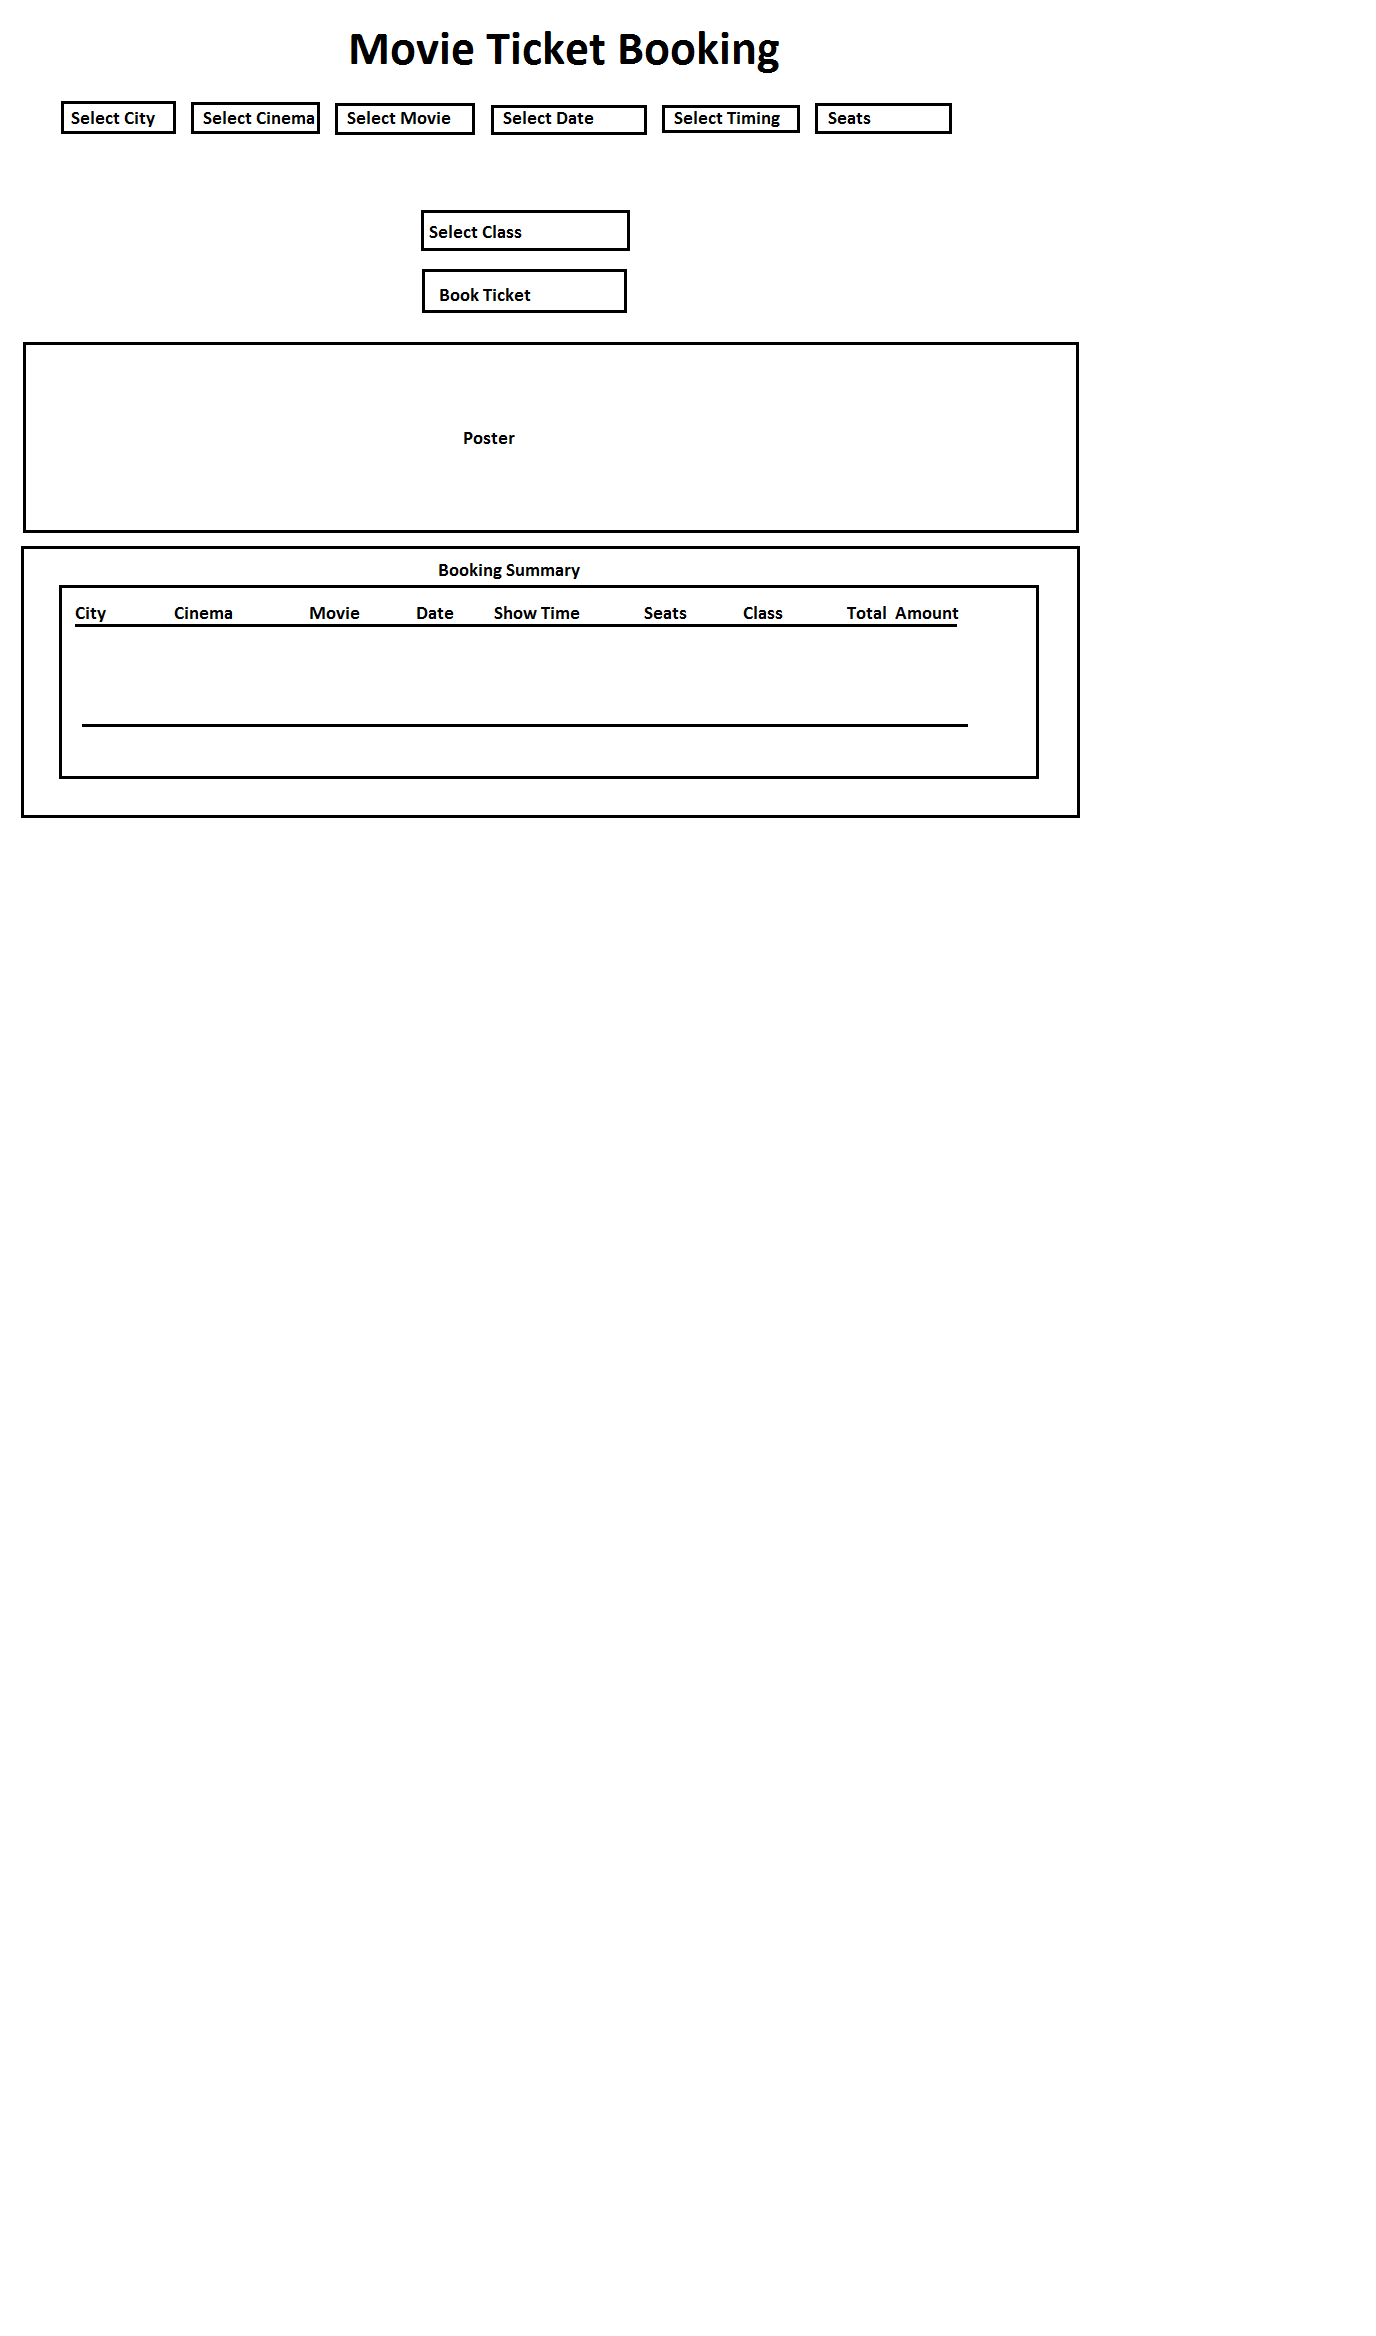 Movie Ticket Booking
Select City Select Cinema Select Movie Select Date Select Timing Seats
Select Class
Book Ticket
Poster
Booking Summary
City Cinema Movie Date Show Time Seats Class Total Amount